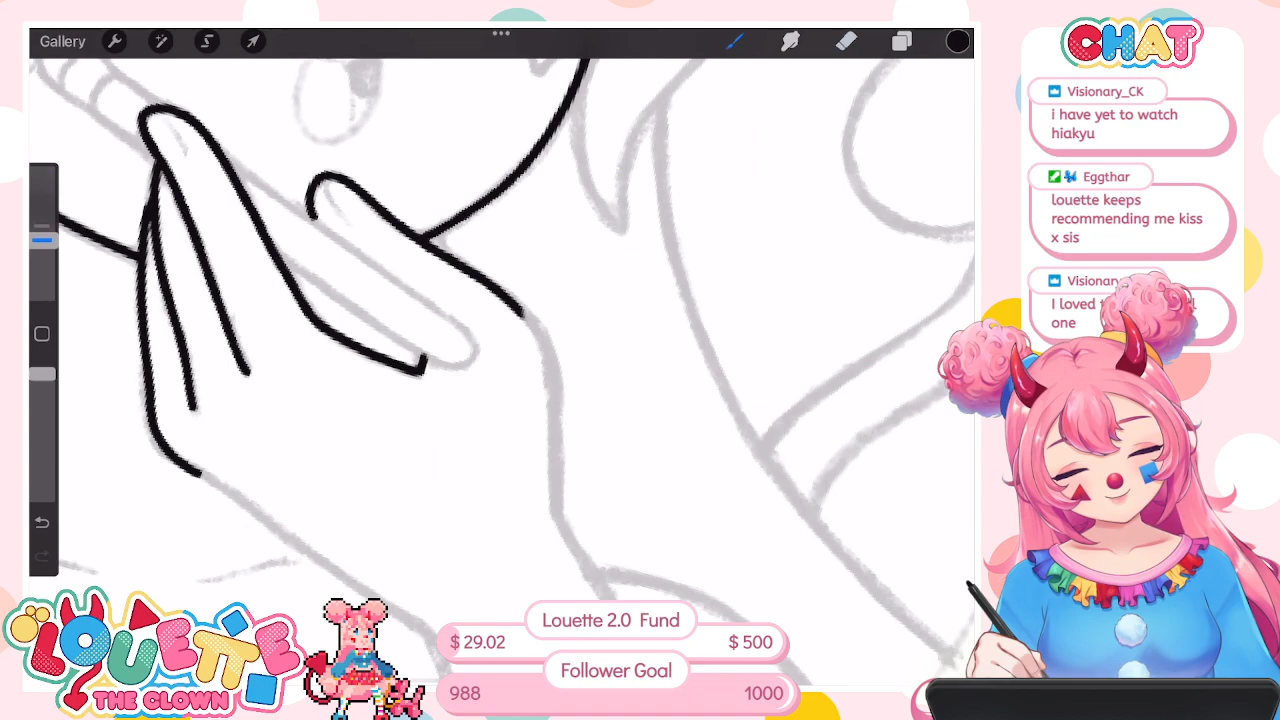 Gallery
CHAT
Visionary_CK
i have yet to watch
hiakyu
Eggthar
louette keeps
recommending me kiss
x sis
Visionar
I loved
one
LOUETTE
THE CLOWN
Louette 2.0 Fund
$ 29.02
$ 500
Follower Goal
988
1000